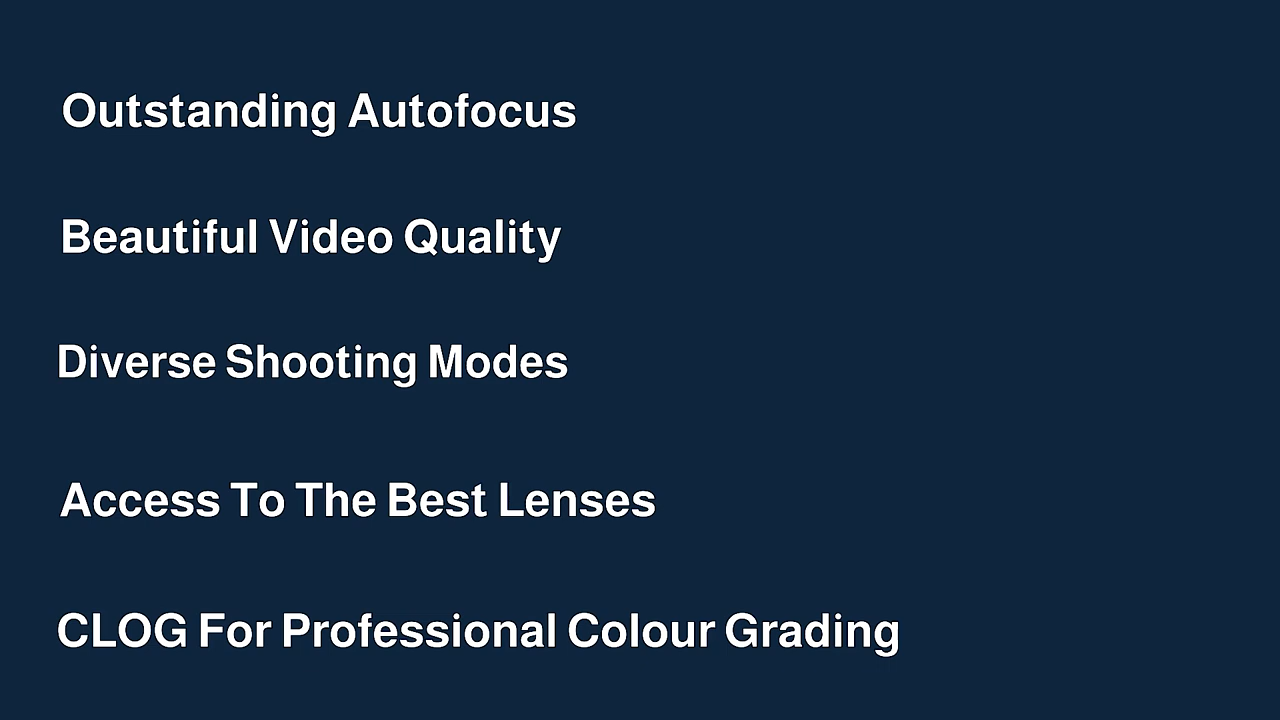 Outstanding Autofocus
Beautiful Video Quality
Diverse Shooting Modes
Access To The Best Lenses
CLOG For Professional Colour Grading